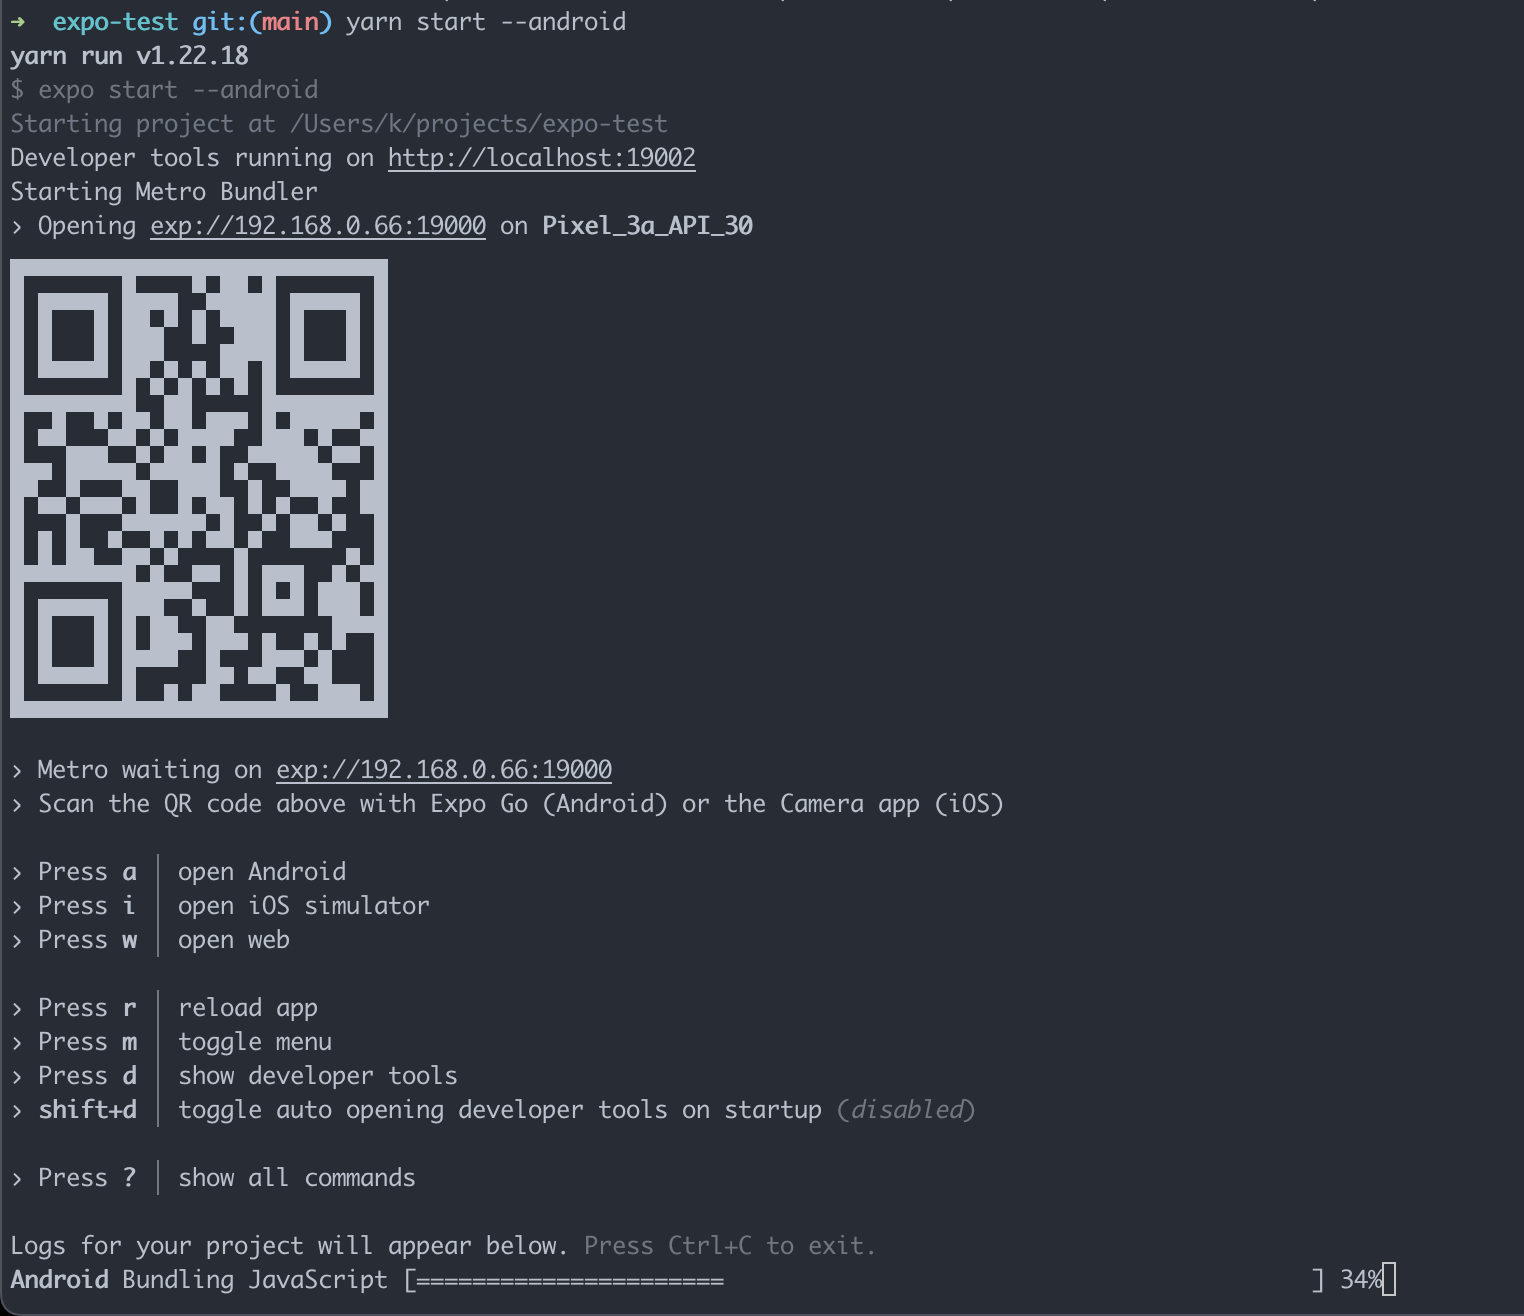 → expo-test git:(main) yarn start --android
yarn run v1.22.18
$ expo start --android
Starting project at /Users/k/projects/expo-test
Developer tools running on http://localhost:19002
Starting Metro Bundler
› Opening exp://192.168.0.66:19000 on Pixel_3a_API_30
› Metro waiting on exp://192.168.0.66:19000
› Scan the QR code above with Expo Go (Android) or the Camera app (iOS)
› Press a │ open Android
› Press i │ open iOS simulator
› Press w │ open web
› Press r │ reload app
› Press m │ toggle menu
› Press d │ show developer tools
› shift+d │ toggle auto opening developer tools on startup (disabled)
› Press ? │ show all commands
Logs for your project will appear below. Press Ctrl+C to exit.
Android Bundling JavaScript [====================== ] 34%